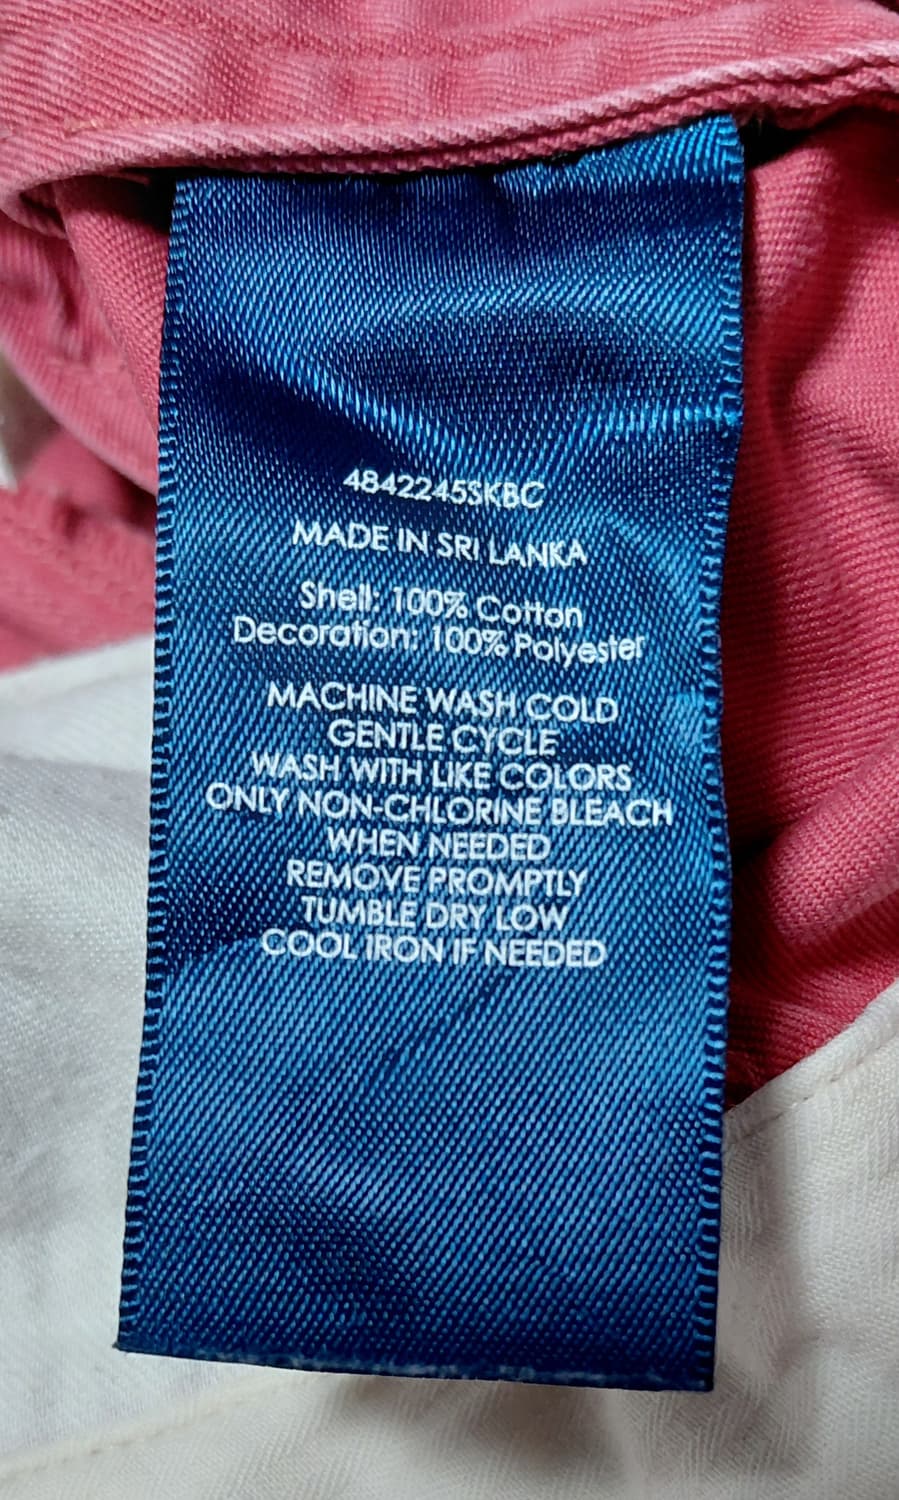 4842245SKBC
MADE IN SRI LANKA
Shell: 100% Cotton
Decoration: 100% Polyester
MACHINE WASH COLD
GENTLE CYCLE
WASH WITH LIKE COLORS
ONLY NON-CHLORINE BLEACH
WHEN NEEDED
REMOVE PROMPTLY
TUMBLE DRY LOW
COOL IRON IF NEEDED